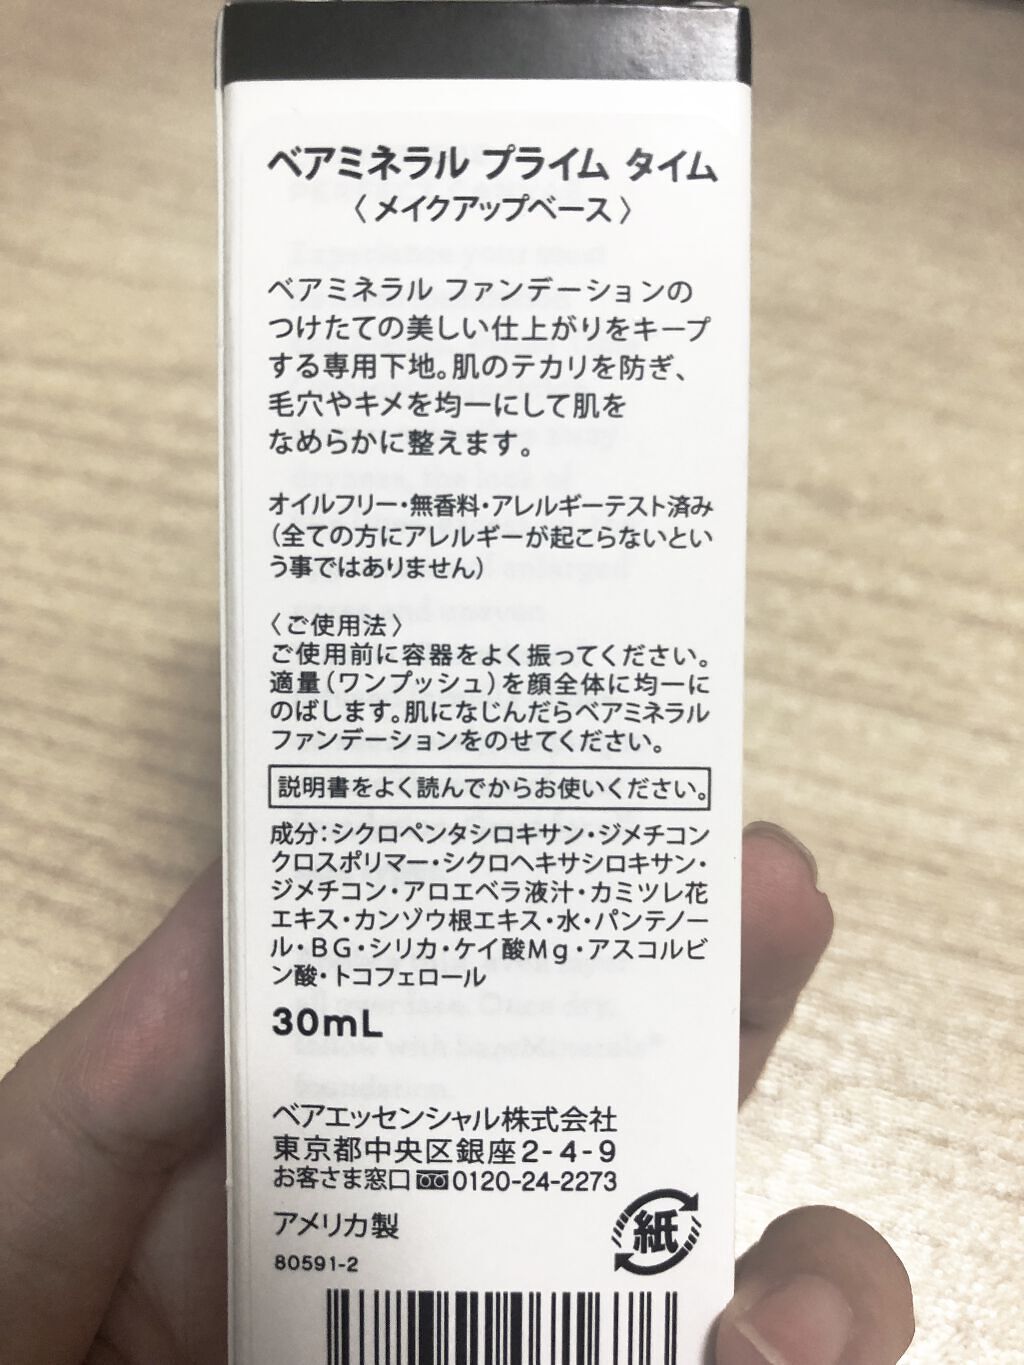 ベアミネラル プライム タイム
〈メイクアップベース〉
ベアミネラル ファンデーションの
つけたての美しい仕上がりをキープ
する専用下地。肌のテカリを防ぎ、
毛穴やキメを均一にして肌を
なめらかに整えます。
オイルフリー・無香料・アレルギーテスト済み
(全ての方にアレルギーが起こらないとい
う事ではありません)
〈ご使用法〉
ご使用前に容器をよく振ってください。
適量(ワンプッシュ)を顔全体に均一に
のばします。肌になじんだらベアミネラル
ファンデーションをのせてください。
説明書をよく読んでからお使いください。
成分:シクロペンタシロキサン・ジメチコン
クロスポリマー・シクロヘキサシロキサン・
ジメチコン・アロエベラ液汁・カミツレ花
エキス・カンゾウ根エキス・水・パンテノー
ル・BG・シリカ・ケイ酸Mg・アスコルビ
ン酸・トコフェロール
30mL
ベアエッセンシャル株式会社
東京都中央区銀座2-4-9
お客さま窓口 0120-24-2273
アメリカ製
紙
80591-2